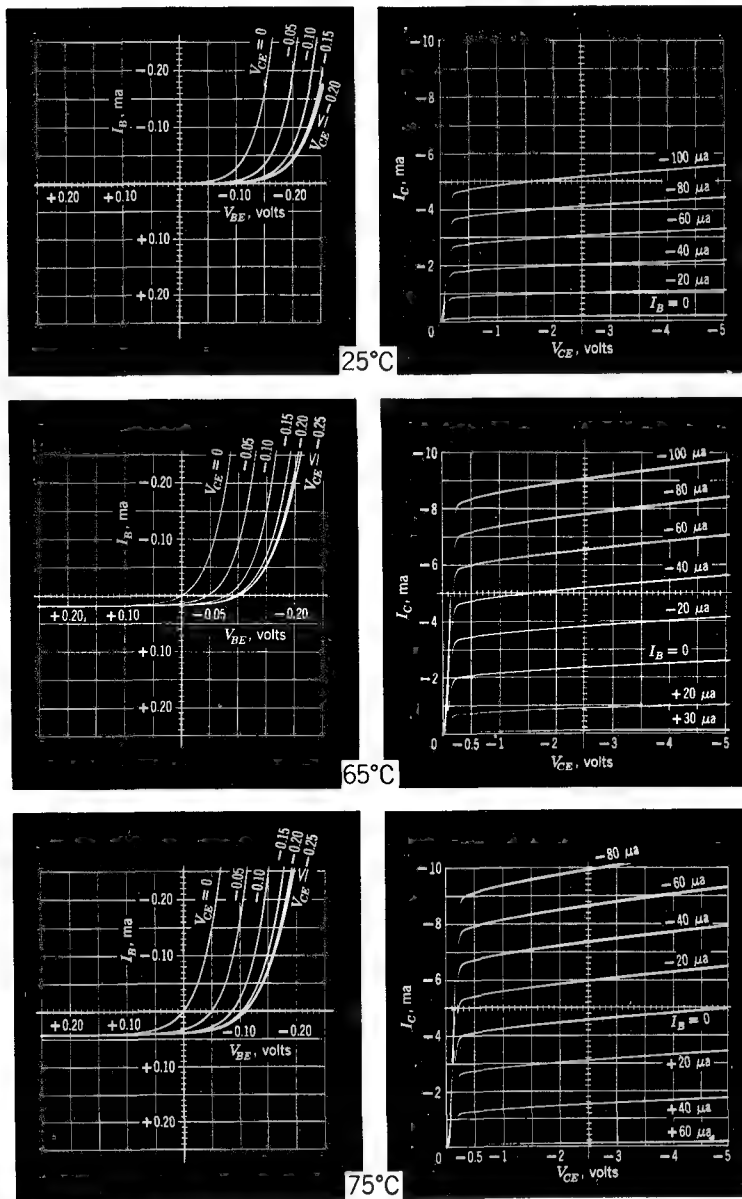 V_CE = 0
-0.05
-0.10
-0.15
V_CE ≤ -0.20
-0.20
I_B, ma
-0.10
+0.20
+0.10
-0.10
-0.20
V_BE, volts
+0.10
+0.20
-10
-8
-6
I_C, ma
-4
-2
0
-100 μa
-80 μa
-60 μa
-40 μa
-20 μa
I_B = 0
-1
-2
-3
-4
-5
V_CE, volts
25°C
V_CE = 0
-0.05
-0.10
-0.15
-0.20
V_CE ≤ -0.25
-0.20
I_B, ma
-0.10
+0.20
+0.10
-0.05
-0.20
V_BE, volts
+0.10
+0.20
-10
-8
-6
I_C, ma
-4
-2
0
-100 μa
-80 μa
-60 μa
-40 μa
-20 μa
I_B = 0
+20 μa
+30 μa
-0.5
-1
-2
-3
-4
-5
V_CE, volts
65°C
V_CE = 0
-0.05
-0.10
-0.15
-0.20
V_CE ≤ -0.25
-0.20
I_B, ma
-0.10
+0.20
+0.10
-0.10
-0.20
V_BE, volts
+0.10
+0.20
-10
-8
-6
I_C, ma
-4
-2
0
-80 μa
-60 μa
-40 μa
-20 μa
I_B = 0
+20 μa
+40 μa
+60 μa
-0.5
-1
-2
-3
-4
-5
V_CE, volts
75°C